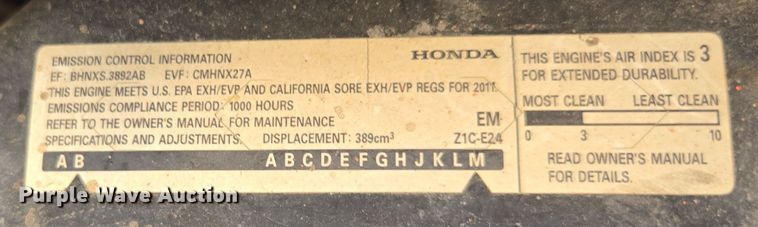 EMISSION CONTROL INFORMATION
HONDA
EF: BHNXS.3892AB EVF: CMHNX27A
THIS ENGINE MEETS U.S. EPA EXH/EVP AND CALIFORNIA SORE EXH/EVP REGS FOR 2011.
EMISSIONS COMPLIANCE PERIOD: 1000 HOURS
REFER TO THE OWNER'S MANUAL FOR MAINTENANCE EM
SPECIFICATIONS AND ADJUSTMENTS. DISPLACEMENT: 389cm³ Z1C-E24
AB ABCDEFGHJKLM
THIS ENGINE'S AIR INDEX IS 3
FOR EXTENDED DURABILITY.
MOST CLEAN LEAST CLEAN
0 3 10
READ OWNER'S MANUAL
FOR DETAILS.
Purple Wave Auction